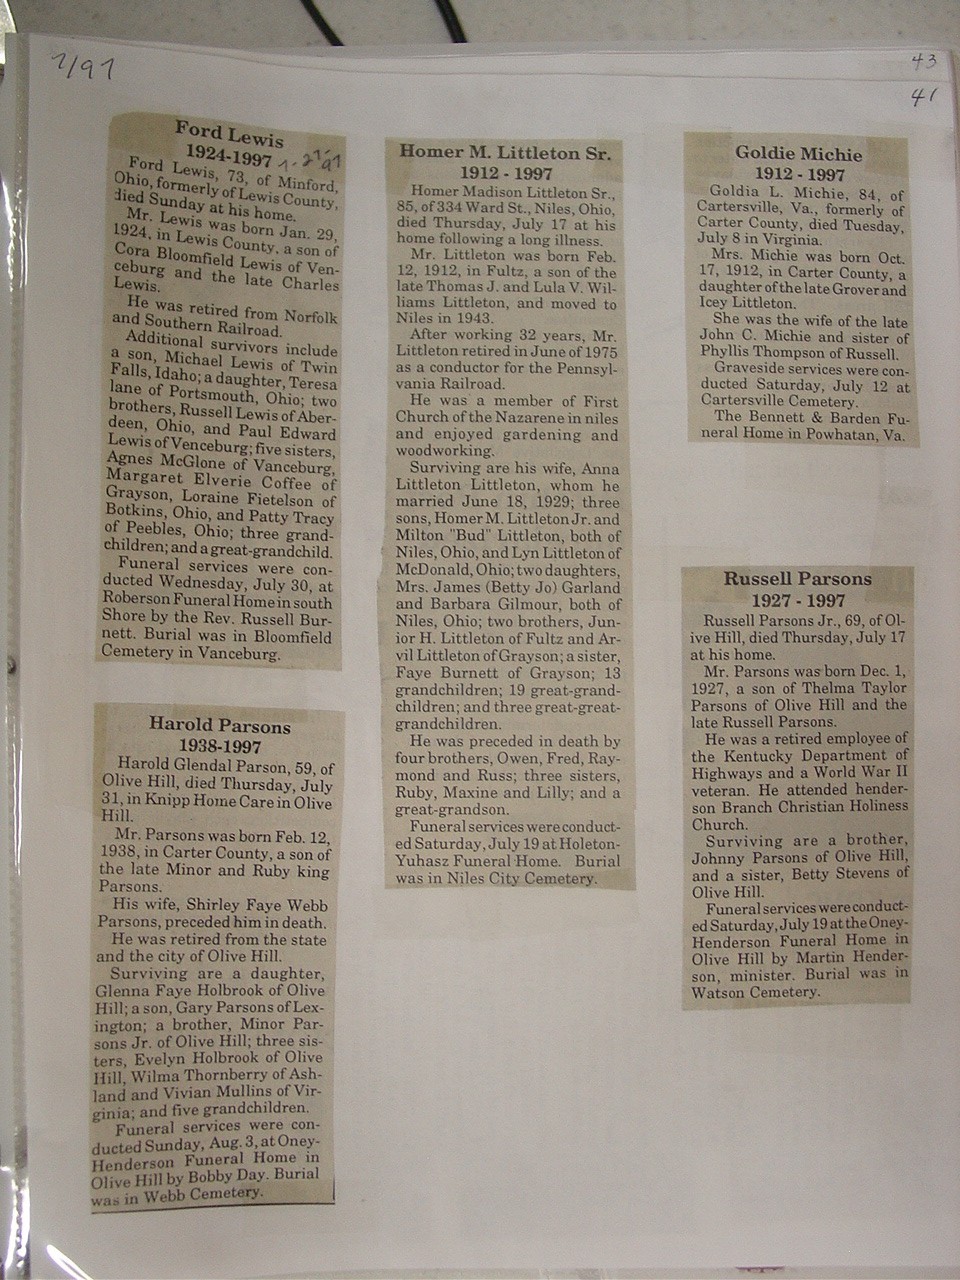 7/97
43
41
Ford Lewis
1924-1997
Ford Lewis, 73, of Minford,
Ohio, formerly of Lewis County,
died Sunday at his home.
Mr. Lewis was born Jan. 29,
1924, in Lewis County, a son of
Cora Bloomfield Lewis of Ven-
ceburg and the late Charles
Lewis.
He was retired from Norfolk
and Southern Railroad.
Additional survivors include
a son, Michael Lewis of Twin
Falls, Idaho; a daughter, Teresa
lane of Portsmouth, Ohio; two
brothers, Russell Lewis of Aber-
deen, Ohio, and Paul Edward
Lewis of Venceburg; five sisters,
Agnes McGlone of Vanceburg,
Margaret Elverie Coffee of
Grayson, Loraine Fietelson of
Botkins, Ohio, and Patty Tracy
of Peebles, Ohio; three grand-
children; and a great-grandchild.
Funeral services were con-
ducted Wednesday, July 30, at
Roberson Funeral Home in south
Shore by the Rev. Russell Bur-
nett. Burial was in Bloomfield
Cemetery in Vanceburg.
Harold Parsons
1938-1997
Harold Glendal Parson, 59, of
Olive Hill, died Thursday, July
31, in Knipp Home Care in Olive
Hill.
Mr. Parsons was born Feb. 12,
1938, in Carter County, a son of
the late Minor and Ruby king
Parsons.
His wife, Shirley Faye Webb
Parsons, preceded him in death.
He was retired from the state
and the city of Olive Hill.
Surviving are a daughter,
Glenna Faye Holbrook of Olive
Hill; a son, Gary Parsons of Lex-
ington; a brother, Minor Par-
sons Jr. of Olive Hill; three sis-
ters, Evelyn Holbrook of Olive
Hill, Wilma Thornberry of Ash-
land and Vivian Mullins of Vir-
ginia; and five grandchildren.
Funeral services were con-
ducted Sunday, Aug. 3, at Oney-
Henderson Funeral Home in
Olive Hill by Bobby Day. Burial
was in Webb Cemetery.
Homer M. Littleton Sr.
1912 - 1997
Homer Madison Littleton Sr.,
85, of 334 Ward St., Niles, Ohio,
died Thursday, July 17 at his
home following a long illness.
Mr. Littleton was born Feb.
12, 1912, in Fultz, a son of the
late Thomas J. and Lula V. Wil-
liams Littleton, and moved to
Niles in 1943.
After working 32 years, Mr.
Littleton retired in June of 1975
as a conductor for the Pennsyl-
vania Railroad.
He was a member of First
Church of the Nazarene in niles
and enjoyed gardening and
woodworking.
Surviving are his wife, Anna
Littleton Littleton, whom he
married June 18, 1929; three
sons, Homer M. Littleton Jr. and
Milton "Bud" Littleton, both of
Niles, Ohio, and Lyn Littleton of
McDonald, Ohio; two daughters,
Mrs. James (Betty Jo) Garland
and Barbara Gilmour, both of
Niles, Ohio; two brothers, Jun-
ior H. Littleton of Fultz and Ar-
vil Littleton of Grayson; a sister,
Faye Burnett of Grayson; 13
grandchildren; 19 great-grand-
children; and three great-great-
grandchildren.
He was preceded in death by
four brothers, Owen, Fred, Ray-
mond and Russ; three sisters,
Ruby, Maxine and Lilly; and a
great-grandson.
Funeral services were conduct-
ed Saturday, July 19 at Holeton-
Yuhasz Funeral Home. Burial
was in Niles City Cemetery.
Goldie Michie
1912 - 1997
Goldia L. Michie, 84, of
Cartersville, Va., formerly of
Carter County, died Tuesday,
July 8 in Virginia.
Mrs. Michie was born Oct.
17, 1912, in Carter County, a
daughter of the late Grover and
Icey Littleton.
She was the wife of the late
John C. Michie and sister of
Phyllis Thompson of Russell.
Graveside services were con-
ducted Saturday, July 12 at
Cartersville Cemetery.
The Bennett & Barden Fu-
neral Home in Powhatan, Va.
Russell Parsons
1927 - 1997
Russell Parsons Jr., 69, of Ol-
ive Hill, died Thursday, July 17
at his home.
Mr. Parsons was born Dec. 1,
1927, a son of Thelma Taylor
Parsons of Olive Hill and the
late Russell Parsons.
He was a retired employee of
the Kentucky Department of
Highways and a World War II
veteran. He attended hender-
son Branch Christian Holiness
Church.
Surviving are a brother,
Johnny Parsons of Olive Hill,
and a sister, Betty Stevens of
Olive Hill.
Funeral services were conduct-
ed Saturday, July 19 at the Oney-
Henderson Funeral Home in
Olive Hill by Martin Hender-
son, minister. Burial was in
Watson Cemetery.